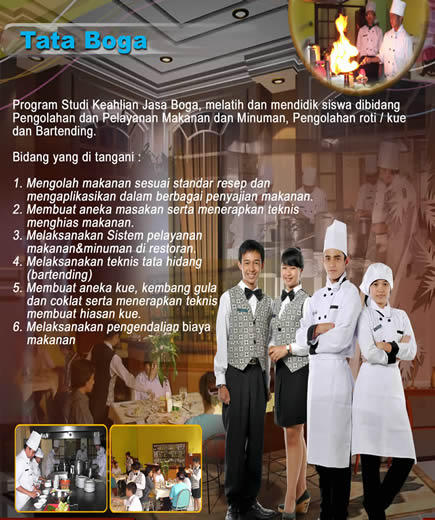 Tata Boga
Program Studi Keahlian Jasa Boga, melatih dan mendidik siswa dibidang
Pengolahan dan Pelayanan Makanan dan Minuman, Pengolahan roti / kue
dan Bartending.
Bidang yang di tangani :
1. Mengolah makanan sesuai standar resep dan
mengaplikasikan dalam berbagai penyajian makanan.
2. Membuat aneka masakan serta menerapkan teknis
menghias makanan.
3. Melaksanakan Sistem pelayanan
makanan&minuman di restoran.
4. Melaksanakan teknis tata hidang
(bartending)
5. Membuat aneka kue, kembang gula
dan coklat serta menerapkan teknis
membuat hiasan kue.
6. Melaksanakan pengendalian biaya
makanan